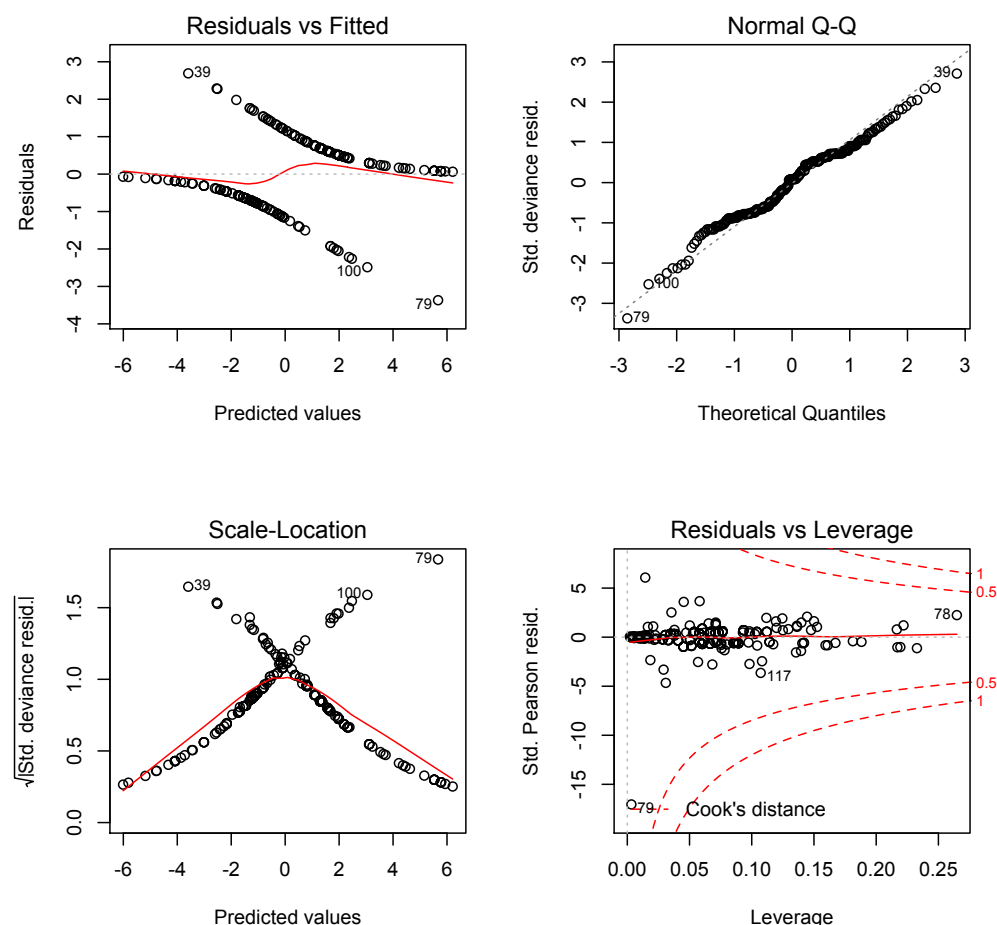 Residuals vs Fitted
Residuals
3
2
1
0
-1
-2
-3
-4
39
100
79
-6 -4 -2 0 2 4 6
Predicted values
Normal Q-Q
Std. deviance resid.
3
2
1
0
-1
-2
-3
39
100
79
-3 -2 -1 0 1 2 3
Theoretical Quantiles
Scale-Location
√|Std. deviance resid.|
1.5
1.0
0.5
0.0
39
100
79
-6 -4 -2 0 2 4 6
Predicted values
Residuals vs Leverage
Std. Pearson resid.
5
0
-5
-10
-15
1
0.5
78
117
0.5
1
79
Cook's distance
0.00 0.05 0.10 0.15 0.20 0.25
Leverage